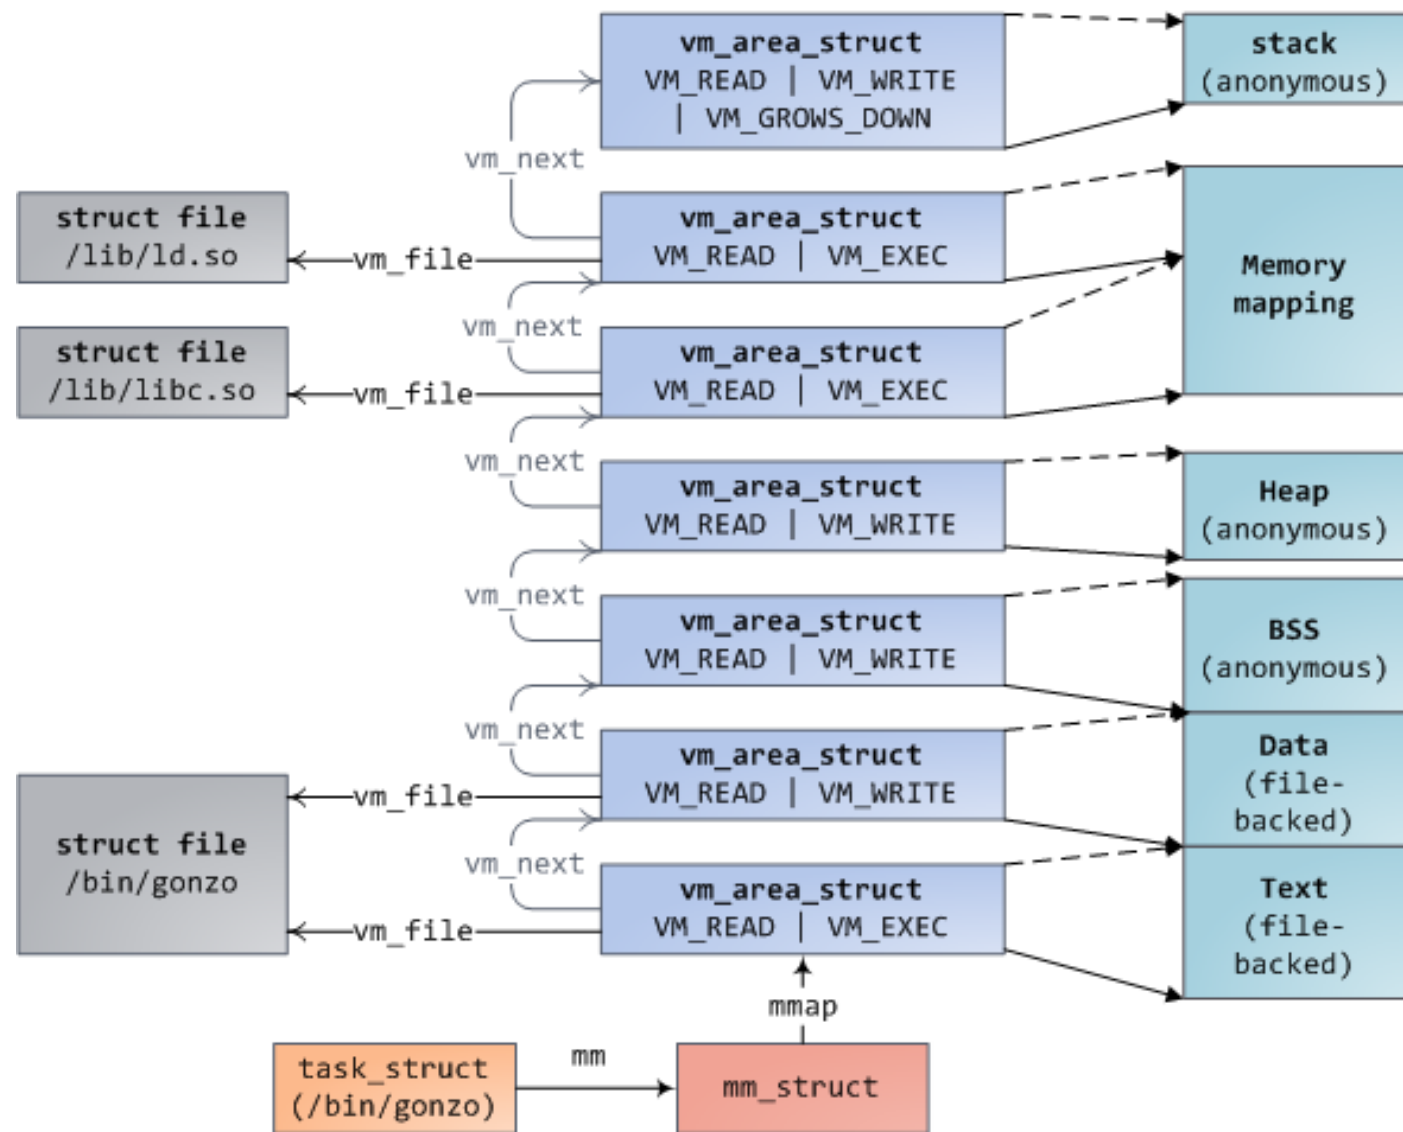 vm_area_struct
VM_READ | VM_WRITE
| VM_GROWS_DOWN
stack
(anonymous)
vm_next
struct file
/lib/ld.so
vm_file
vm_area_struct
VM_READ | VM_EXEC
Memory
mapping
vm_next
struct file
/lib/libc.so
vm_file
vm_area_struct
VM_READ | VM_EXEC
vm_next
vm_area_struct
VM_READ | VM_WRITE
Heap
(anonymous)
vm_next
vm_area_struct
VM_READ | VM_WRITE
BSS
(anonymous)
vm_next
vm_area_struct
VM_READ | VM_WRITE
Data
(file-
backed)
vm_file
struct file
/bin/gonzo
vm_next
vm_file
vm_area_struct
VM_READ | VM_EXEC
Text
(file-
backed)
mmap
task_struct
(/bin/gonzo)
mm
mm_struct